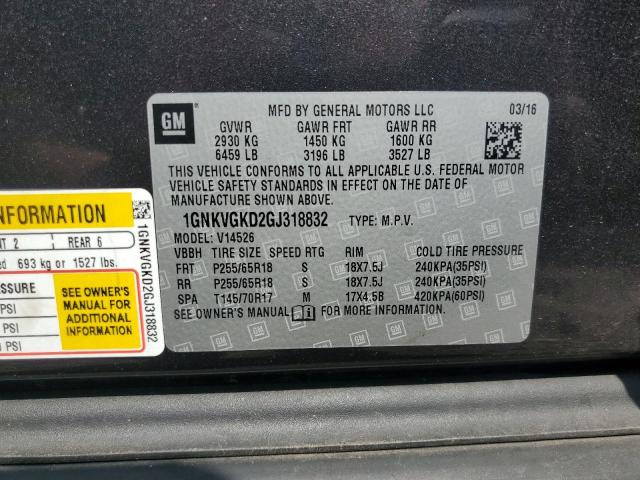 GM
MFD BY GENERAL MOTORS LLC 03/16
GVWR GAWR FRT GAWR RR
2930 KG 1450 KG 1600 KG
6459 LB 3196 LB 3527 LB
THIS VEHICLE CONFORMS TO ALL APPLICABLE U.S. FEDERAL MOTOR
VEHICLE SAFETY STANDARDS IN EFFECT ON THE DATE OF
MANUFACTURE SHOWN ABOVE.
1GNKVGKD2GJ318832 TYPE: M.P.V.
MODEL: V14526
VBBH TIRE SIZE SPEED RTG RIM COLD TIRE PRESSURE
FRT P255/65R18 S 18X7.5J 240KPA(35PSI)
RR P255/65R18 S 18X7.5J 240KPA(35PSI)
SPA T145/70R17 M 17X4.5B 420KPA(60PSI)
SEE OWNER'S MANUAL FOR MORE INFORMATION.
INFORMATION
2 REAR 6
693 kg or 1527 lbs.
PSI
PSI
SEE OWNER'S
MANUAL FOR
ADDITIONAL
INFORMATION
1GNKVGKD2GJ318832